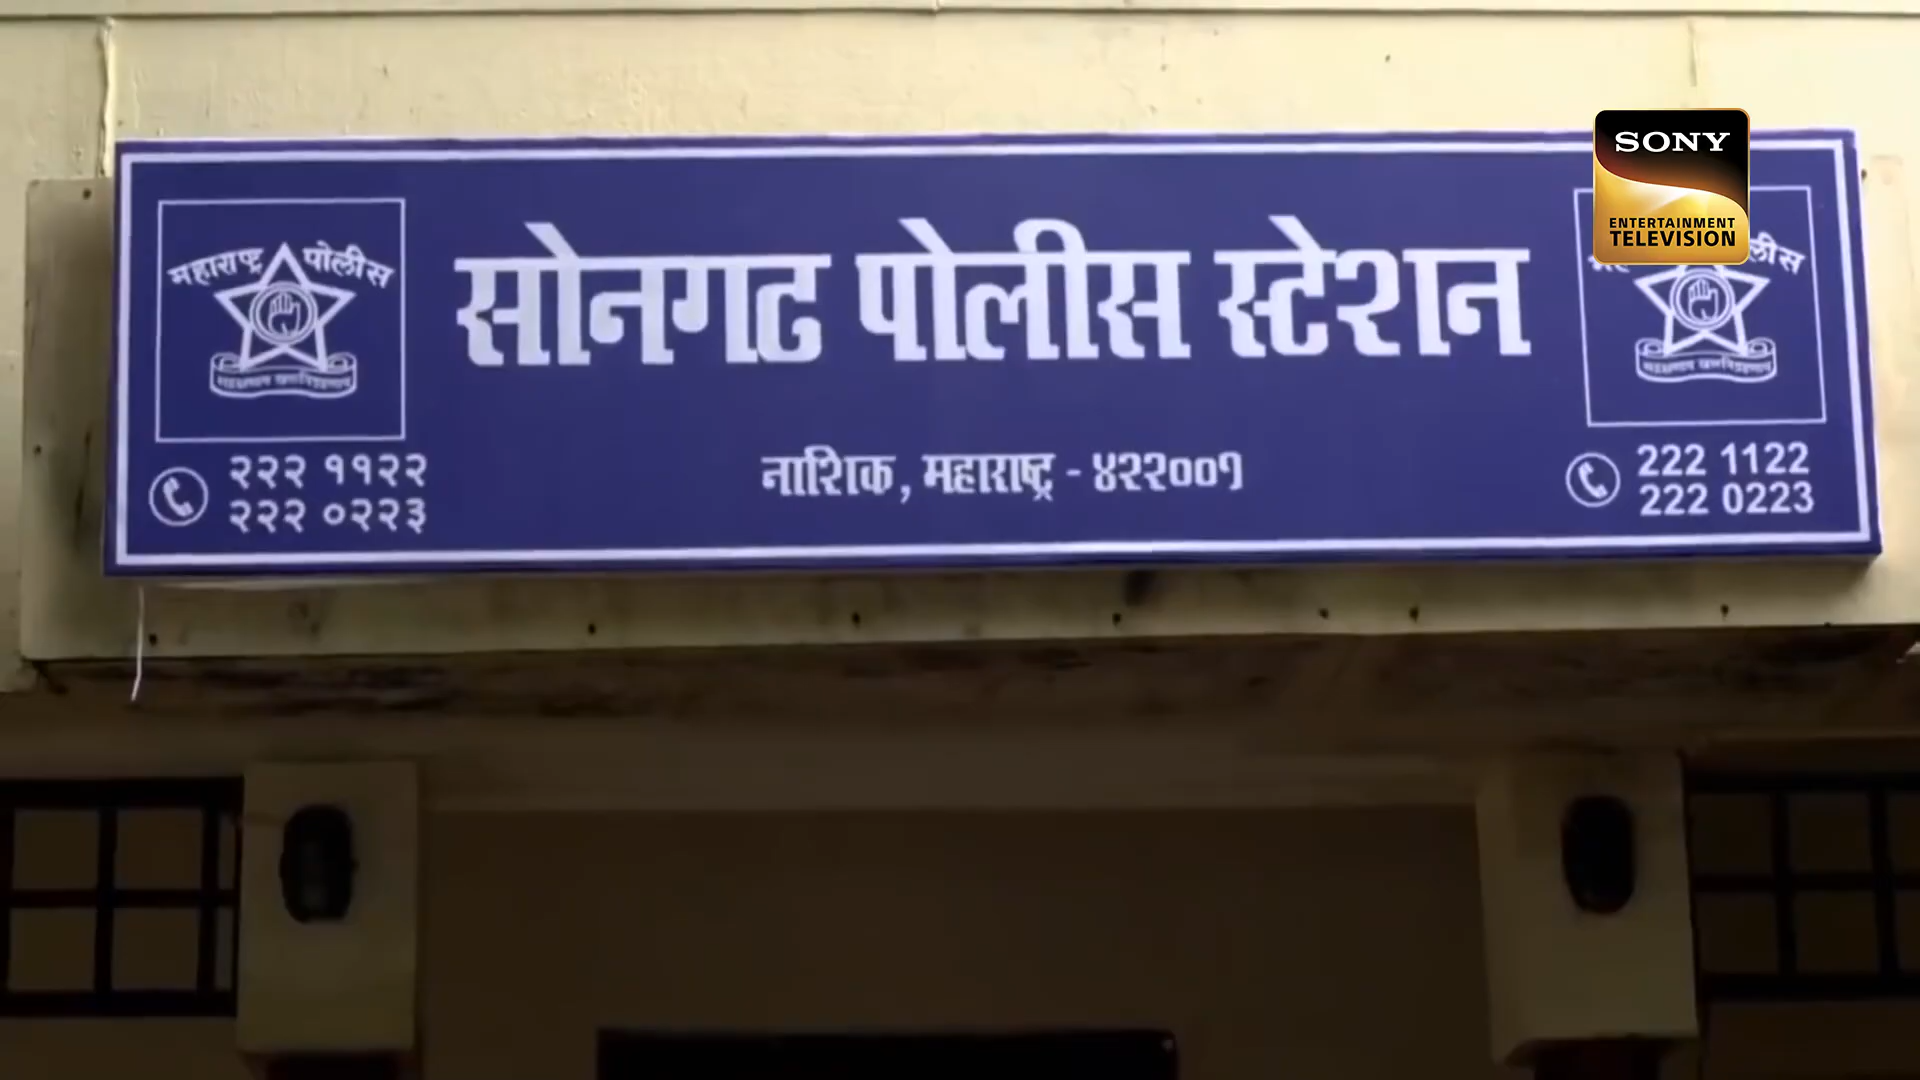 SONY
ENTERTAINMENT
TELEVISION
महाराष्ट्र पोलीस
सोनगढ पोलीस स्टेशन
नाशिक, महाराष्ट्र - ४२२००१
२२२ ११२२
२२२ ०२२३
222 1122
222 0223